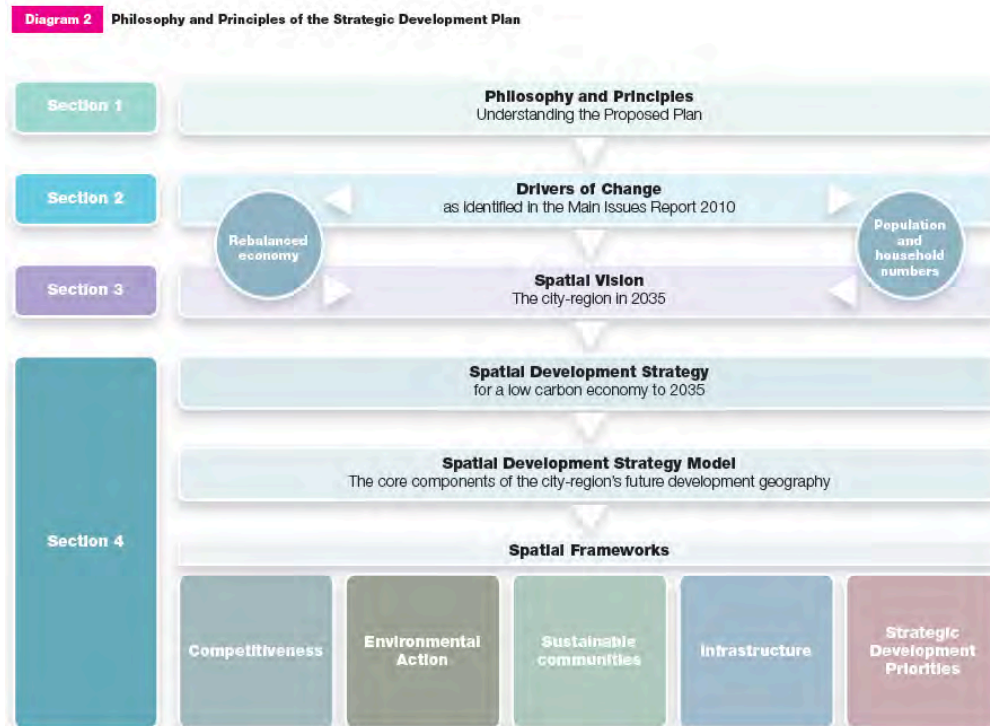 Diagram 2 Philosophy and Principles of the Strategic Development Plan
Section 1
Philosophy and Principles
Understanding the Proposed Plan
Section 2
Drivers of Change
as identified in the Main Issues Report 2010
Rebalanced
economy
Population
and
household
numbers
Section 3
Spatial Vision
The city-region in 2035
Section 4
Spatial Development Strategy
for a low carbon economy to 2035
Spatial Development Strategy Model
The core components of the city-region's future development geography
Spatial Frameworks
Competitiveness
Environmental
Action
Sustainable
communities
Infrastructure
Strategic
Development
Priorities